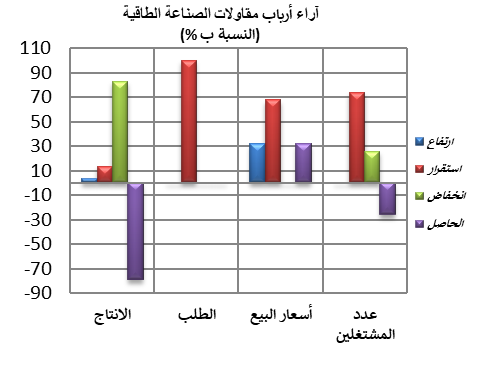 آراء أرباب مقاولات الصناعة الطاقية
(النسبة ب %)
110
90
70
50
30
10
-10
-30
-50
-70
-90
ارتفاع
استقرار
انخفاض
الحاصل
الانتاج
الطلب
أسعار البيع
عدد
المشتغلين